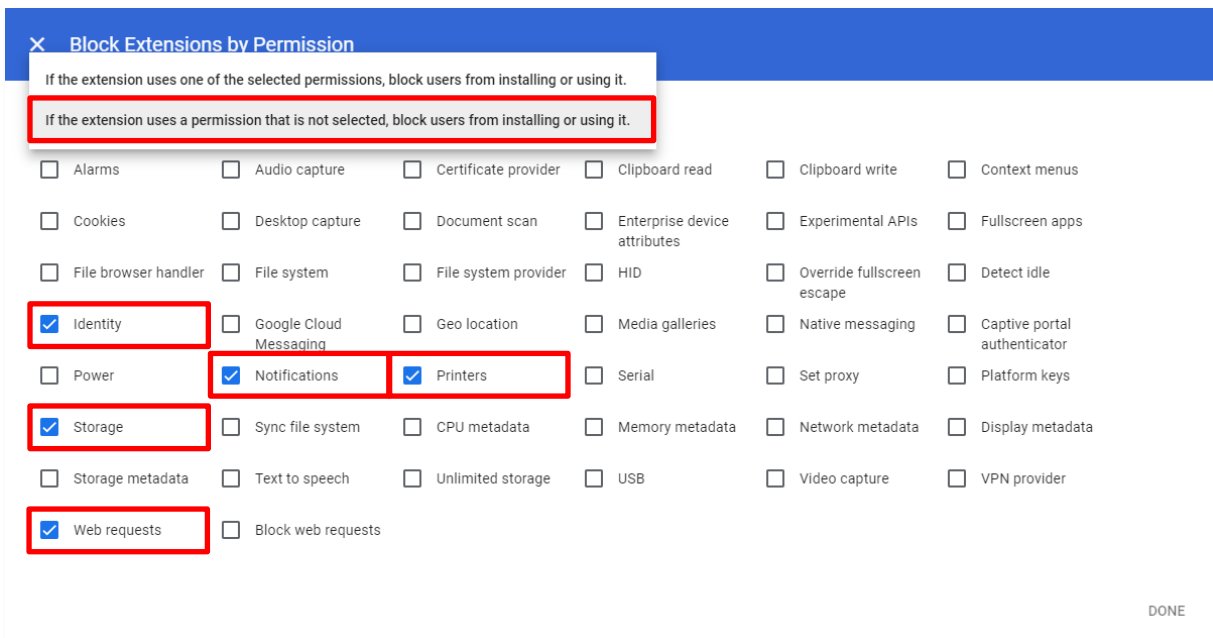 Block Extensions by Permission
If the extension uses one of the selected permissions, block users from installing or using it.
If the extension uses a permission that is not selected, block users from installing or using it.
Alarms
Audio capture
Certificate provider
Clipboard read
Clipboard write
Context menus
Cookies
Desktop capture
Document scan
Enterprise device
attributes
Experimental APIs
Fullscreen apps
File browser handler
File system
File system provider
HID
Override fullscreen
escape
Detect idle
Identity
Google Cloud
Messaging
Geo location
Media galleries
Native messaging
Captive portal
authenticator
Power
Notifications
Printers
Serial
Set proxy
Platform keys
Storage
Sync file system
CPU metadata
Memory metadata
Network metadata
Display metadata
Storage metadata
Text to speech
Unlimited storage
USB
Video capture
VPN provider
Web requests
Block web requests
DONE